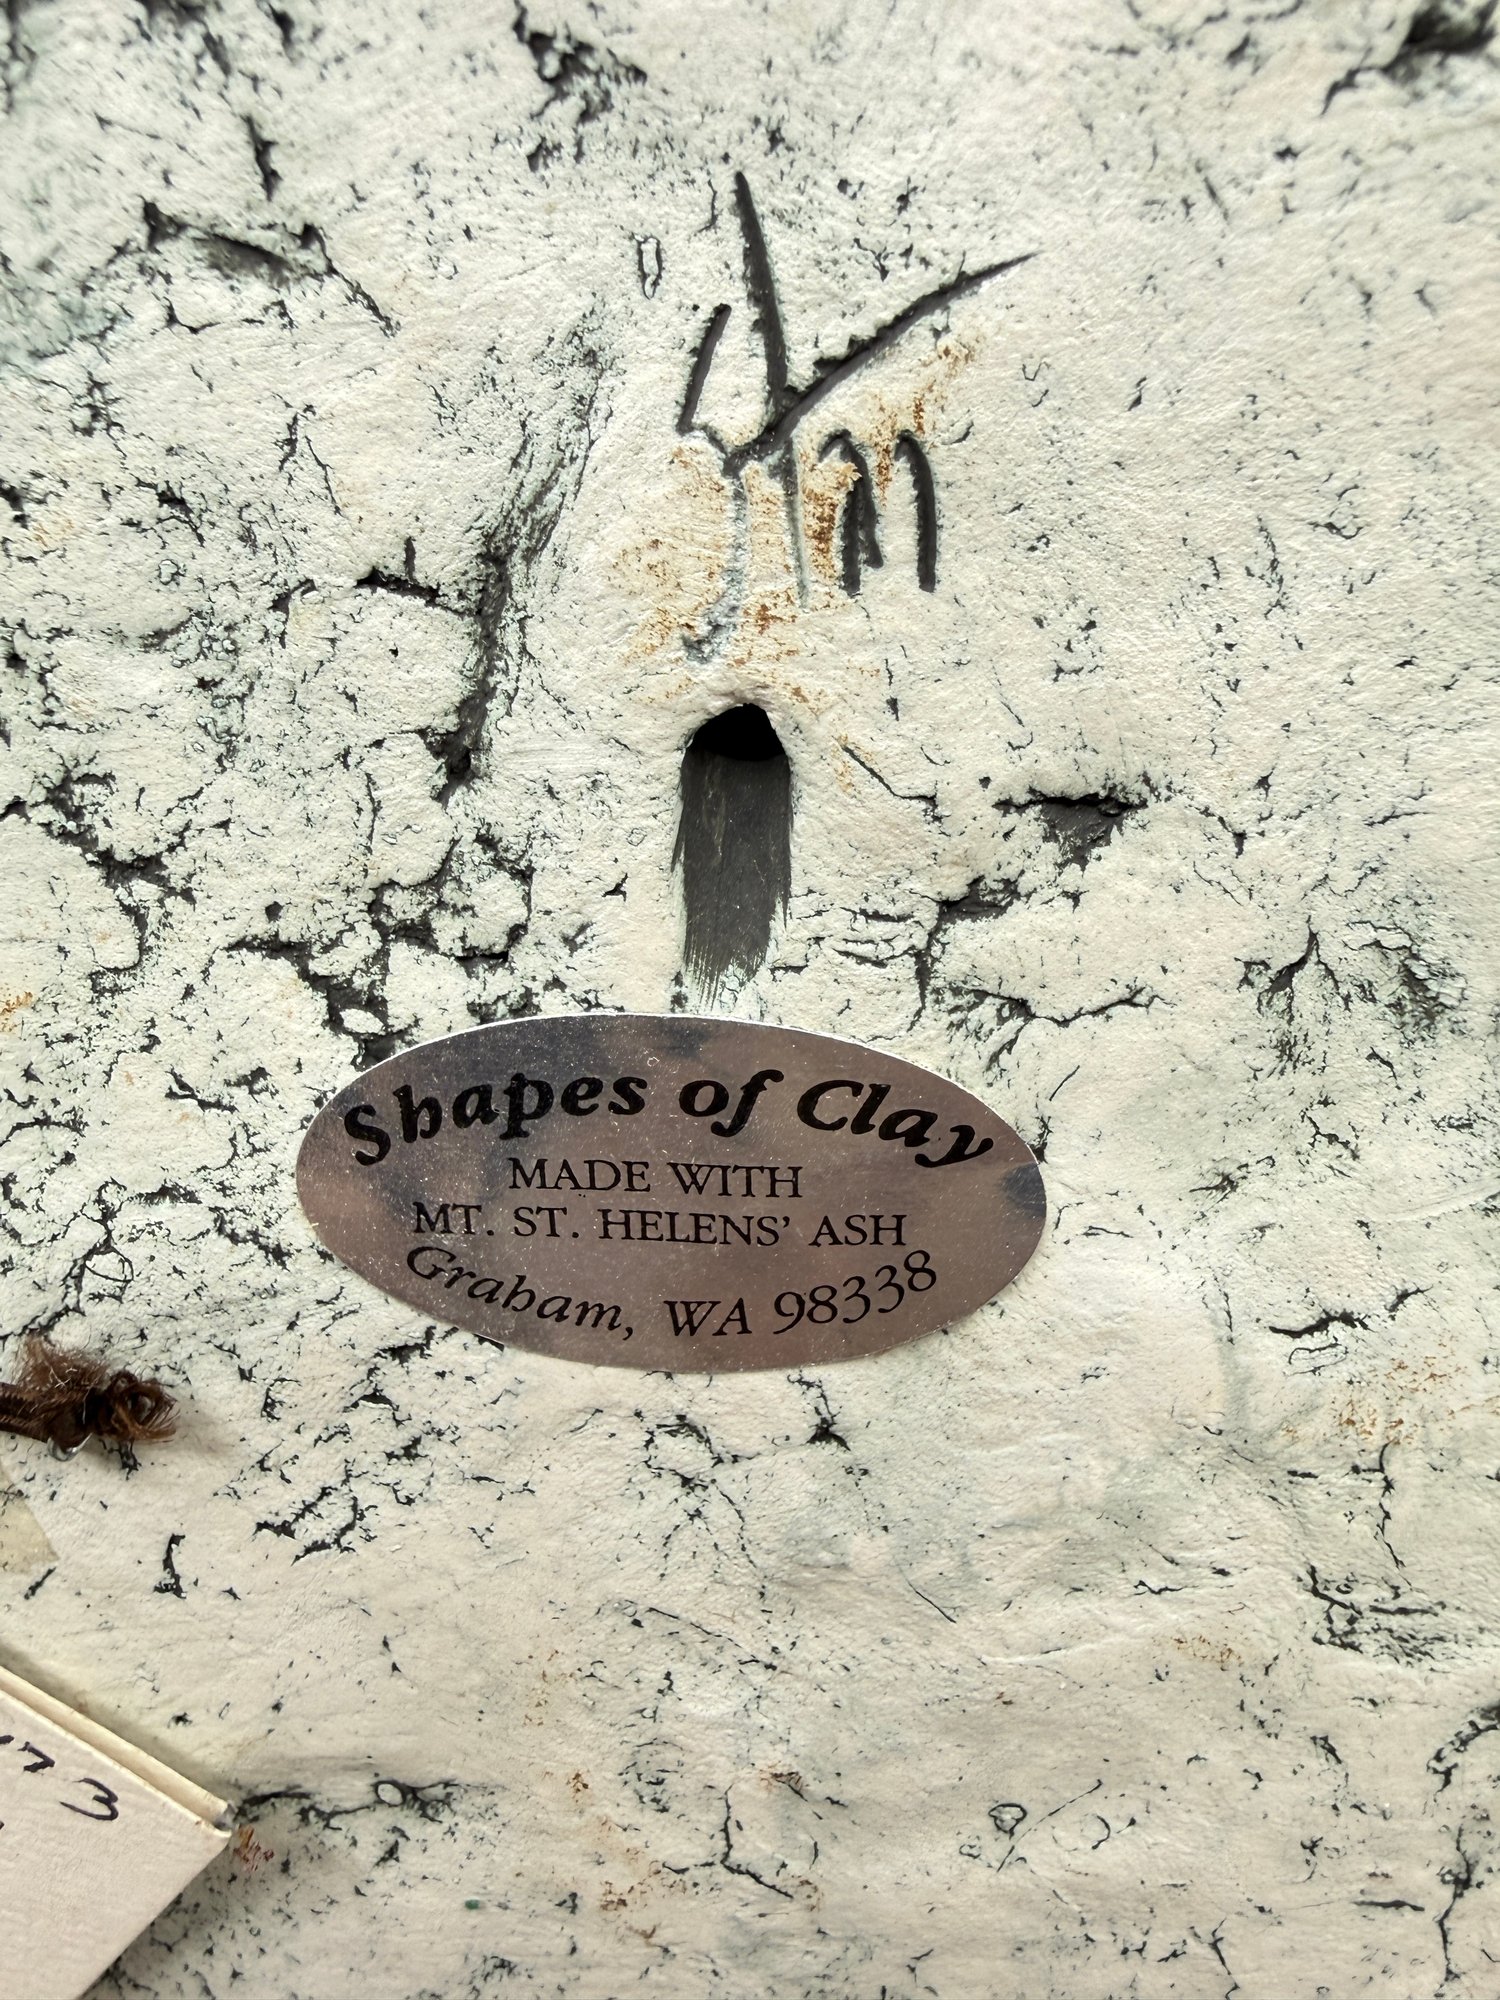 Shapes of Clay
MADE WITH
MT. ST. HELENS' ASH
Graham, WA 98338